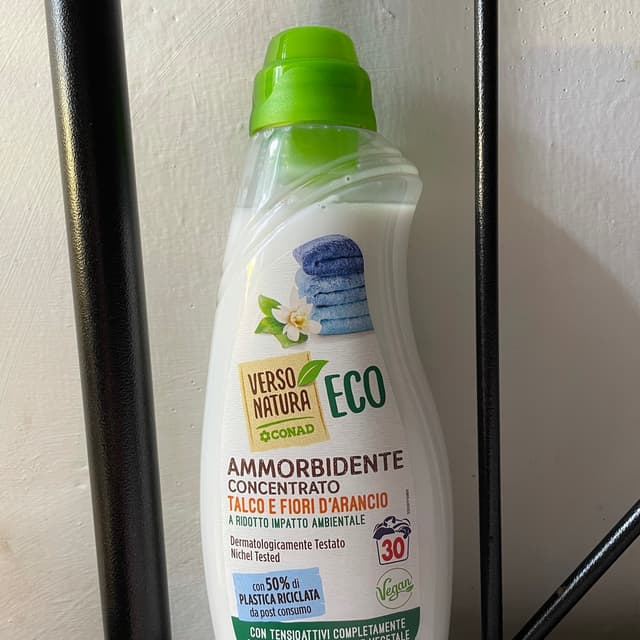 VERSO
NATURA
CONAD
ECO
AMMORBIDENTE
CONCENTRATO
TALCO E FIORI D'ARANCIO
A RIDOTTO IMPATTO AMBIENTALE
Dermatologicamente Testato
Nichel Tested
30
con 50% di
PLASTICA RICICLATA
da post consumo
Vegan
CON TENSIOATTIVI COMPLETAMENTE